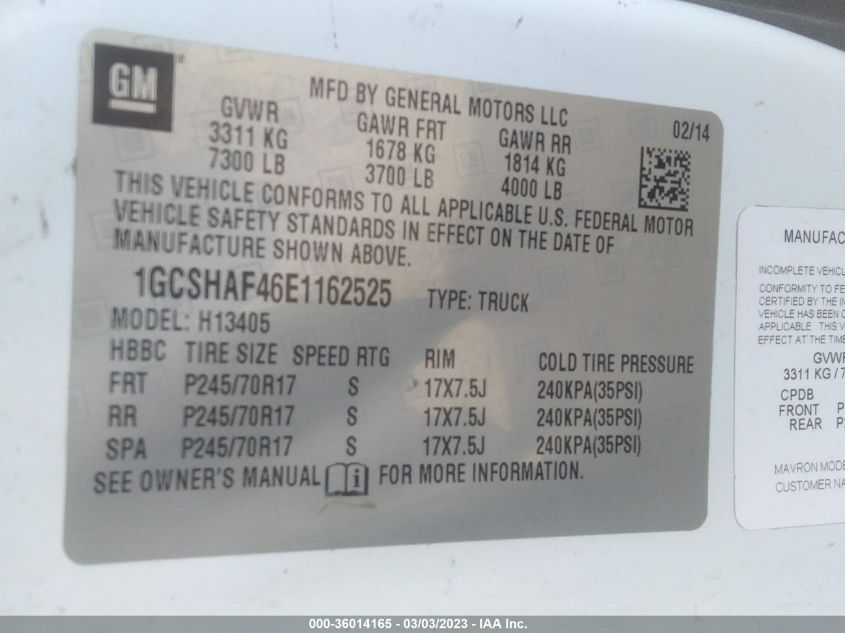 GM
MFD BY GENERAL MOTORS LLC
02/14
GVWR GAWR FRT GAWR RR
3311 KG 1678 KG 1814 KG
7300 LB 3700 LB 4000 LB
THIS VEHICLE CONFORMS TO ALL APPLICABLE U.S. FEDERAL MOTOR
VEHICLE SAFETY STANDARDS IN EFFECT ON THE DATE OF
MANUFACTURE SHOWN ABOVE.
1GCSHAF46E1162525 TYPE: TRUCK
MODEL: H13405
HBBC TIRE SIZE SPEED RTG RIM COLD TIRE PRESSURE
FRT P245/70R17 S 17X7.5J 240KPA(35PSI)
RR P245/70R17 S 17X7.5J 240KPA(35PSI)
SPA P245/70R17 S 17X7.5J 240KPA(35PSI)
SEE OWNER'S MANUAL i FOR MORE INFORMATION.
MANUFAC
INCOMPLETE VEHICL
CONFORMITY TO FE
CERTIFIED BY THE IN
VEHICLE HAS BEEN C
APPLICABLE. THIS V
EFFECT AT THE TIME
GVWR
3311 KG / 7
CPDB
FRONT P
REAR P
MAVRON MODE
CUSTOMER NA
000-36014165 - 03/03/2023 - IAA Inc.